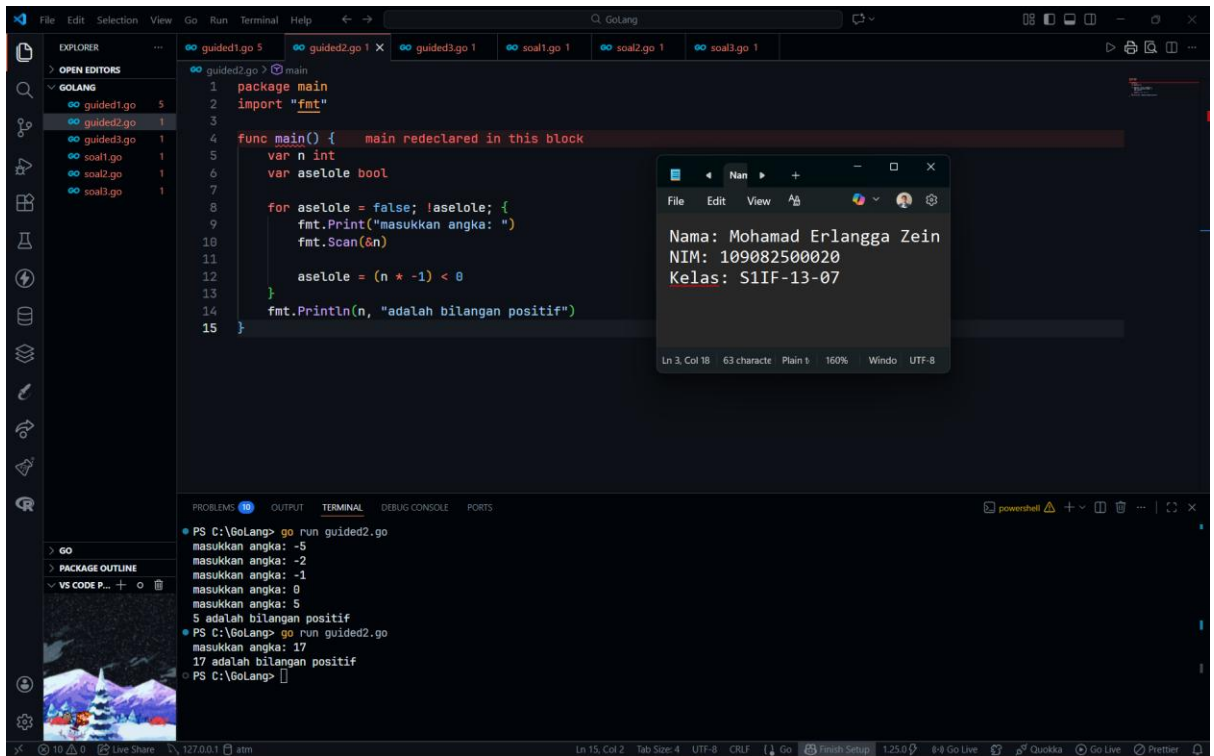 File Edit Selection View Go Run Terminal Help
GoLang
EXPLORER
OPEN EDITORS
GOLANG
guided1.go 5
guided2.go 1
guided3.go 1
soal1.go 1
soal2.go 1
soal3.go 1
GO
PACKAGE OUTLINE
VS CODE P...
guided1.go 5 guided2.go 1 guided3.go 1 soal1.go 1 soal2.go 1 soal3.go 1
guided2.go > main
1 package main
2 import "fmt"
3
4 func main() { main redeclared in this block
5 var n int
6 var aselole bool
7
8 for aselole = false; !aselole; {
9 fmt.Print("masukkan angka: ")
10 fmt.Scan(&n)
11
12 aselole = (n * -1) < 0
13 }
14 fmt.Println(n, "adalah bilangan positif")
15 }
Nan
File Edit View
Nama: Mohamad Erlangga Zein
NIM: 109082500020
Kelas: S1IF-13-07
Ln 3, Col 18 63 characte Plain t 160% Windo UTF-8
PROBLEMS 10 OUTPUT TERMINAL DEBUG CONSOLE PORTS
powershell
PS C:\GoLang> go run guided2.go
masukkan angka: -5
masukkan angka: -2
masukkan angka: -1
masukkan angka: 0
masukkan angka: 5
5 adalah bilangan positif
PS C:\GoLang> go run guided2.go
masukkan angka: 17
17 adalah bilangan positif
PS C:\GoLang>
10 0 Live Share 127.0.0.1 atm Ln 15, Col 2 Tab Size: 4 UTF-8 CRLF Go Finish Setup 1.25.0 Go Live Quokka Go Live Prettier